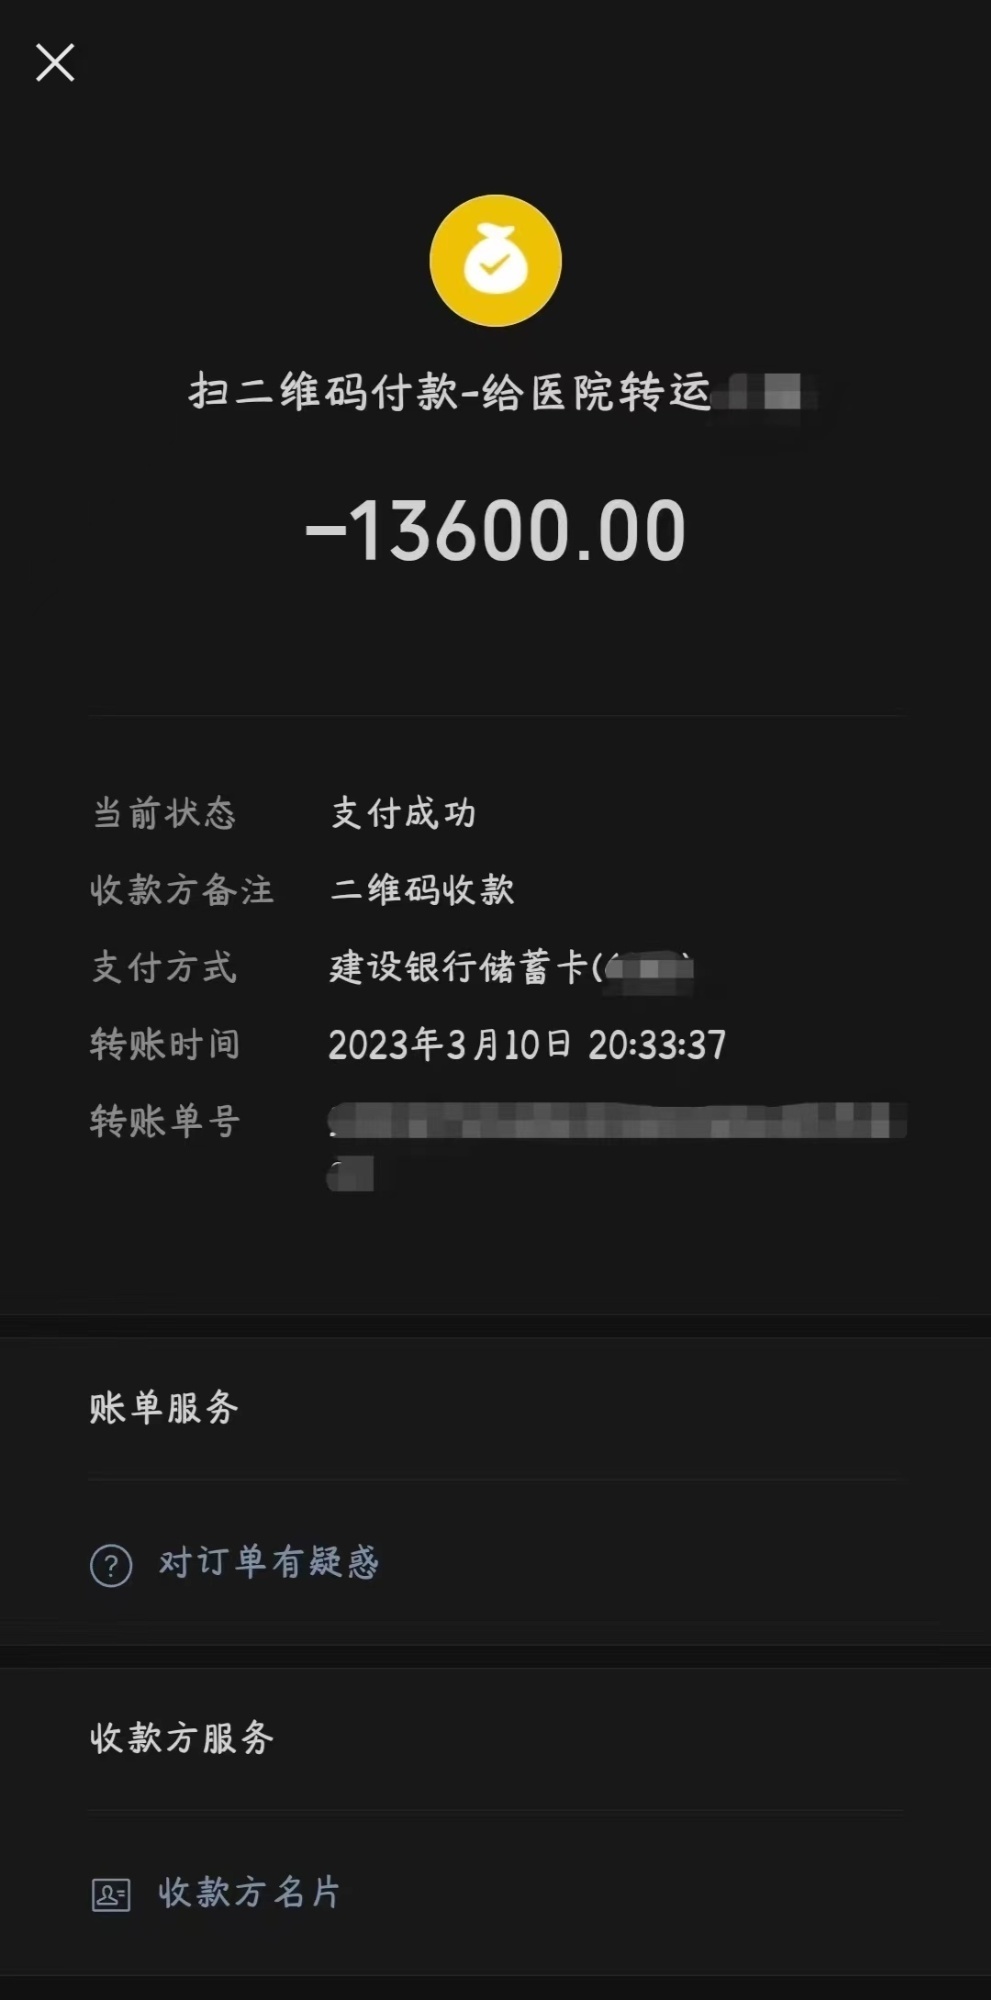 扫二维码付款-给医院转运
-13600.00
当前状态 支付成功
收款方备注 二维码收款
支付方式 建设银行储蓄卡(
转账时间 2023年3月10日 20:33:37
转账单号
账单服务
对订单有疑惑
收款方服务
收款方名片